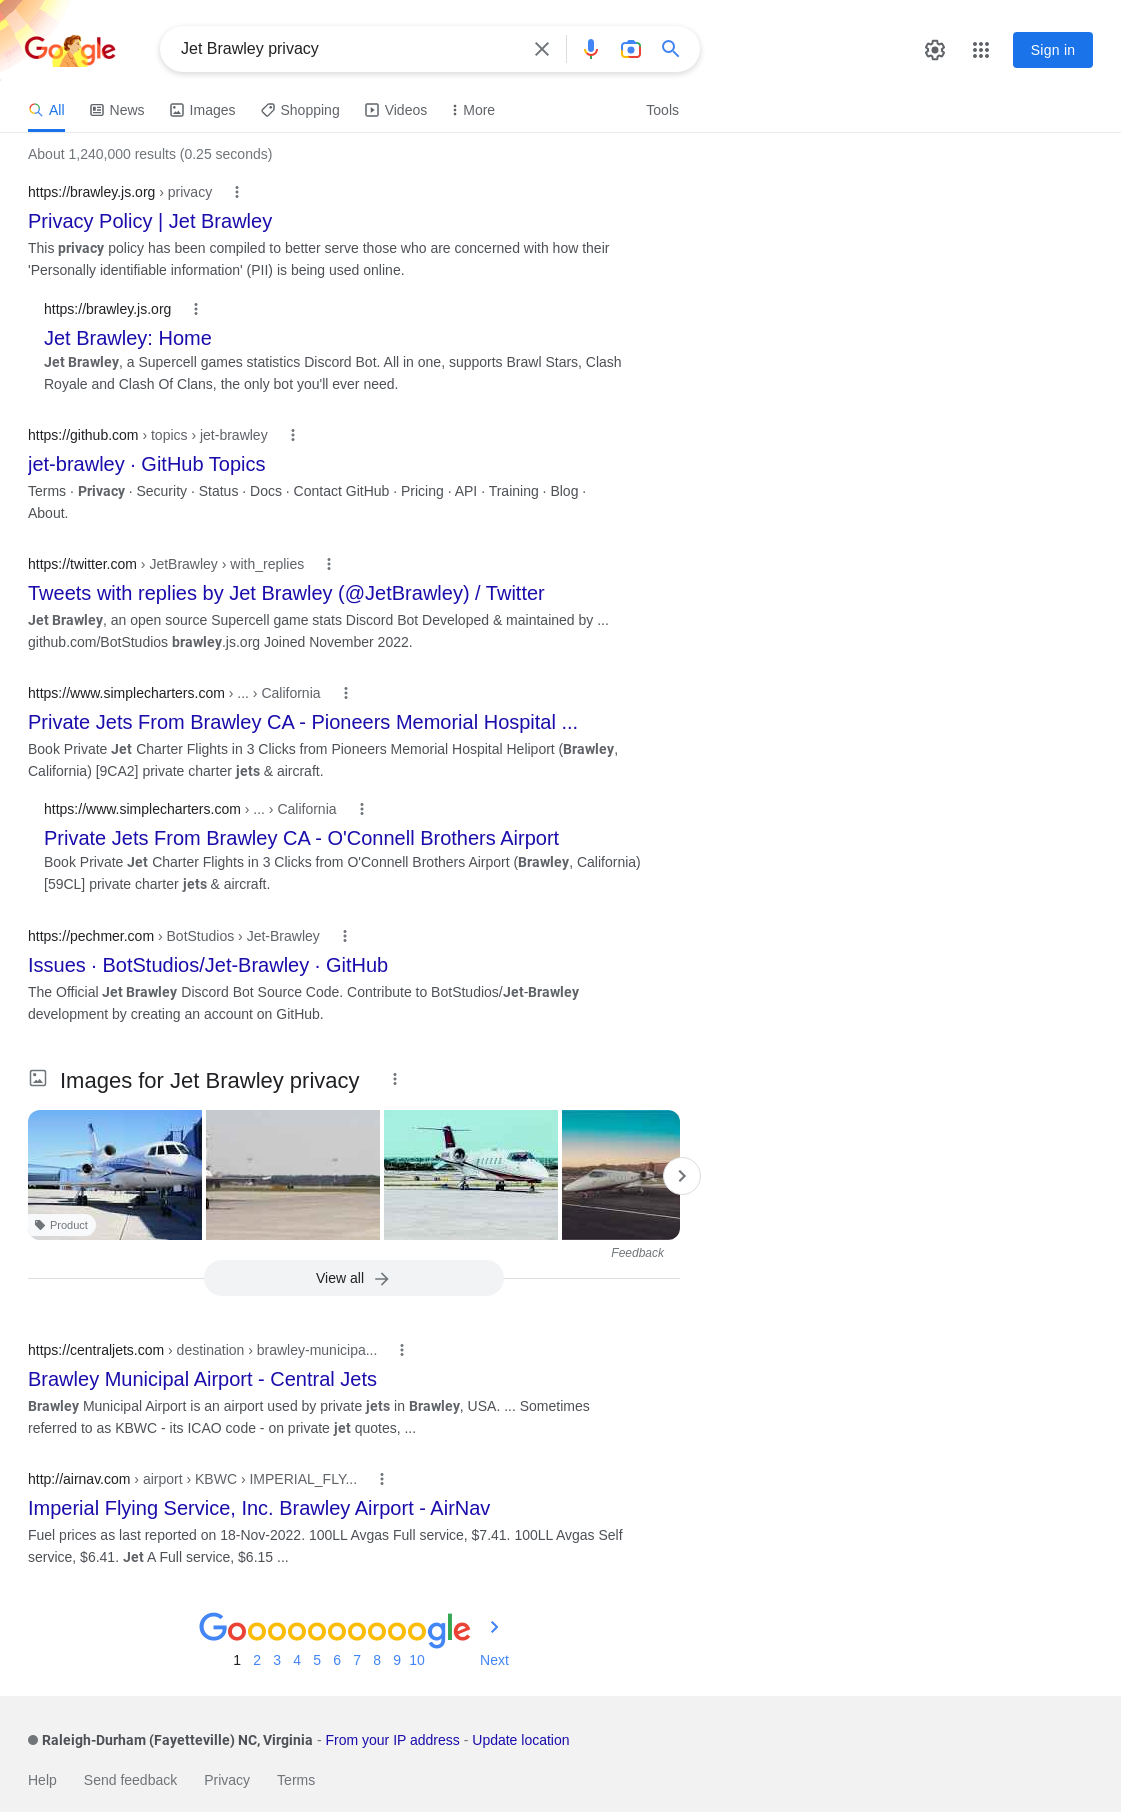 Google
Jet Brawley privacy
Sign in
All
News
Images
Shopping
Videos
More
Tools
About 1,240,000 results (0.25 seconds)
https://brawley.js.org › privacy
Privacy Policy | Jet Brawley
This privacy policy has been compiled to better serve those who are concerned with how their
'Personally identifiable information' (PII) is being used online.
https://brawley.js.org
Jet Brawley: Home
Jet Brawley, a Supercell games statistics Discord Bot. All in one, supports Brawl Stars, Clash
Royale and Clash Of Clans, the only bot you'll ever need.
https://github.com › topics › jet-brawley
jet-brawley · GitHub Topics
Terms · Privacy · Security · Status · Docs · Contact GitHub · Pricing · API · Training · Blog ·
About.
https://twitter.com › JetBrawley › with_replies
Tweets with replies by Jet Brawley (@JetBrawley) / Twitter
Jet Brawley, an open source Supercell game stats Discord Bot Developed & maintained by ...
github.com/BotStudios brawley.js.org Joined November 2022.
https://www.simplecharters.com › ... › California
Private Jets From Brawley CA - Pioneers Memorial Hospital ...
Book Private Jet Charter Flights in 3 Clicks from Pioneers Memorial Hospital Heliport (Brawley,
California) [9CA2] private charter jets & aircraft.
https://www.simplecharters.com › ... › California
Private Jets From Brawley CA - O'Connell Brothers Airport
Book Private Jet Charter Flights in 3 Clicks from O'Connell Brothers Airport (Brawley, California)
[59CL] private charter jets & aircraft.
https://pechmer.com › BotStudios › Jet-Brawley
Issues · BotStudios/Jet-Brawley · GitHub
The Official Jet Brawley Discord Bot Source Code. Contribute to BotStudios/Jet-Brawley
development by creating an account on GitHub.
Images for Jet Brawley privacy
Product
Feedback
View all
https://centraljets.com › destination › brawley-municipa...
Brawley Municipal Airport - Central Jets
Brawley Municipal Airport is an airport used by private jets in Brawley, USA. ... Sometimes
referred to as KBWC - its ICAO code - on private jet quotes, ...
http://airnav.com › airport › KBWC › IMPERIAL_FLY...
Imperial Flying Service, Inc. Brawley Airport - AirNav
Fuel prices as last reported on 18-Nov-2022. 100LL Avgas Full service, $7.41. 100LL Avgas Self
service, $6.41. Jet A Full service, $6.15 ...
Goooooooooogle
1 2 3 4 5 6 7 8 9 10 Next
Raleigh-Durham (Fayetteville) NC, Virginia - From your IP address - Update location
Help Send feedback Privacy Terms